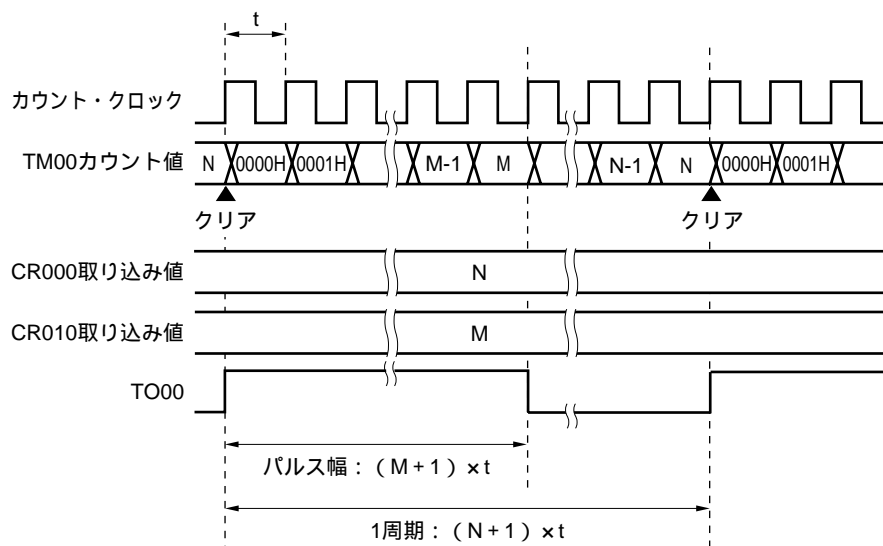 t
カウント・クロック
TM00カウント値 N 0000H 0001H M-1 M N-1 N 0000H 0001H
クリア クリア
CR000取り込み値 N
CR010取り込み値 M
TO00
パルス幅：（M+1）×t
1周期：（N+1）×t